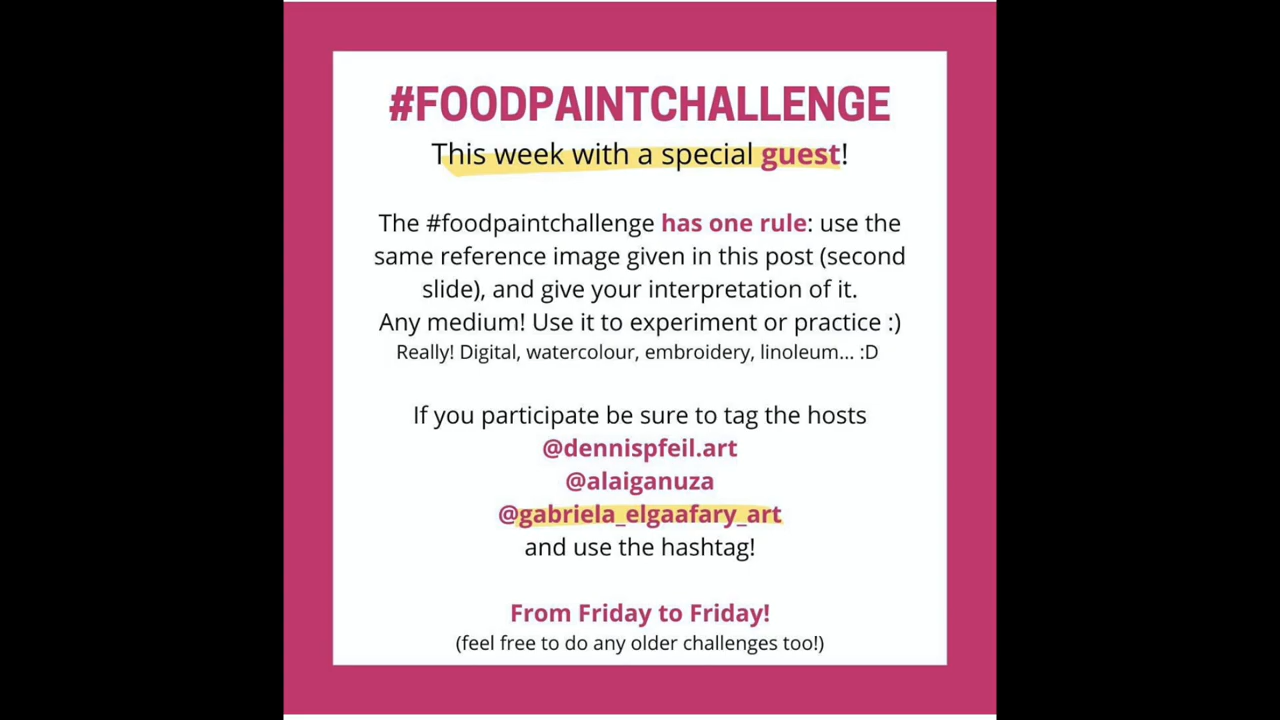 #FOODPAINTCHALLENGE
This week with a special guest!
The #foodpaintchallenge has one rule: use the
same reference image given in this post (second
slide), and give your interpretation of it.
Any medium! Use it to experiment or practice :)
Really! Digital, watercolour, embroidery, linoleum... :D
If you participate be sure to tag the hosts
@dennispfeil.art
@alaiganuza
@gabriela_elgaafary_art
and use the hashtag!
From Friday to Friday!
(feel free to do any older challenges too!)